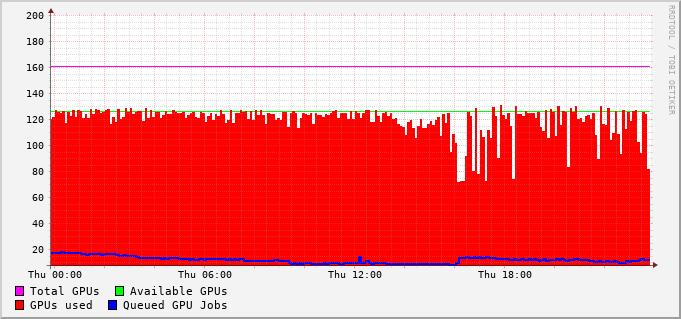 200
180
160
140
120
100
80
60
40
20
Thu 00:00 Thu 06:00 Thu 12:00 Thu 18:00
Total GPUs Available GPUs
GPUs used Queued GPU Jobs
RRDTOOL / TOBI OETIKER